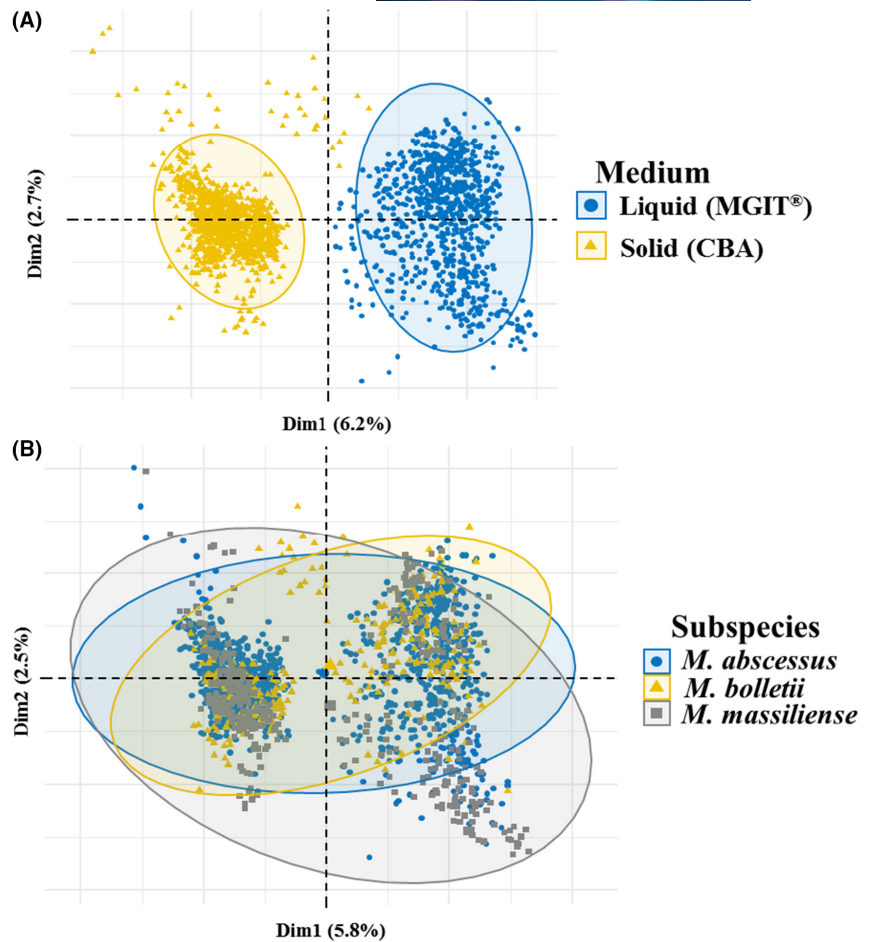 (A)
Dim2 (2.7%)
Medium
Liquid (MGIT®)
Solid (CBA)
Dim1 (6.2%)
(B)
Dim2 (2.5%)
Subspecies
M. abscessus
M. bolletii
M. massiliense
Dim1 (5.8%)